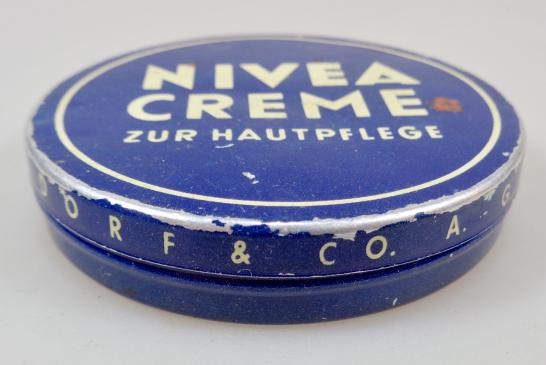 NIVEA
CREME
ZUR HAUTPFLEGE
DORF & CO. A. G.